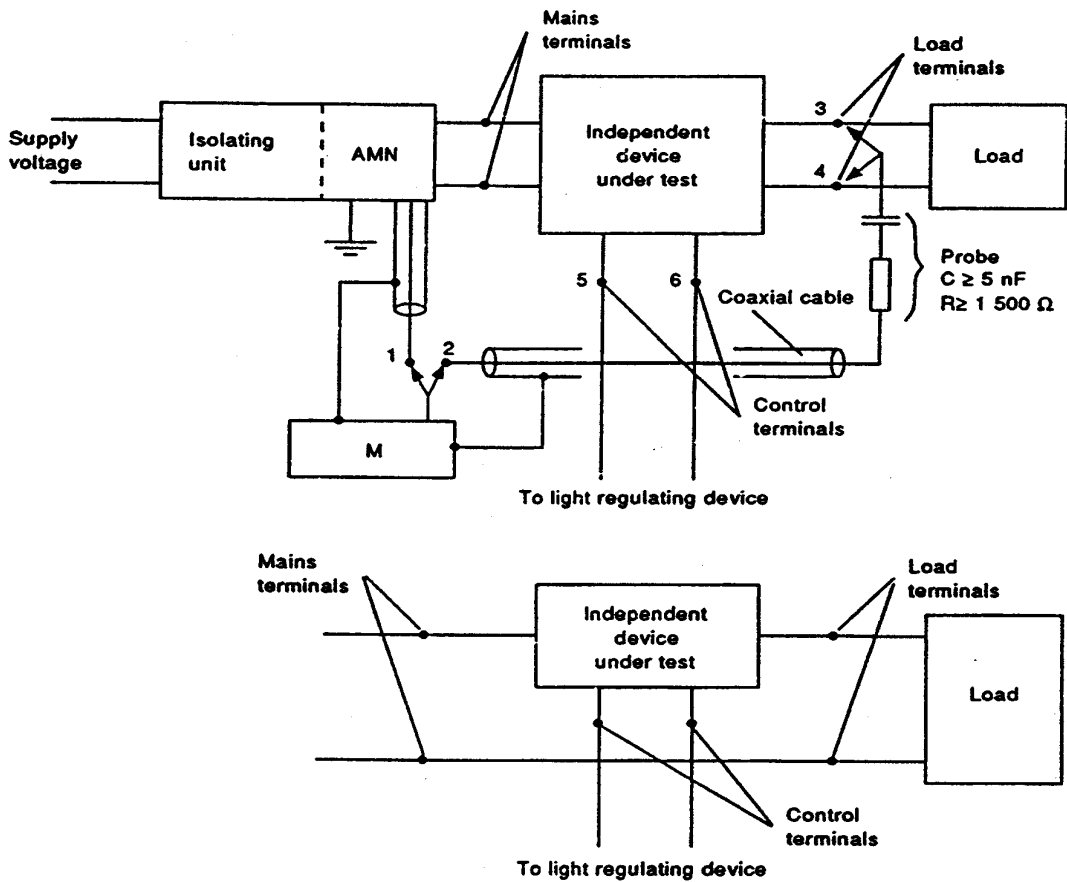 Mains
terminals
Load
terminals
Supply
voltage
Isolating
unit
AMN
Independent
device
under test
3
4
Load
5
6
Probe
C ≥ 5 nF
R≥ 1 500 Ω
Coaxial cable
1
2
Control
terminals
M
To light regulating device
Mains
terminals
Load
terminals
Independent
device
under test
Load
Control
terminals
To light regulating device